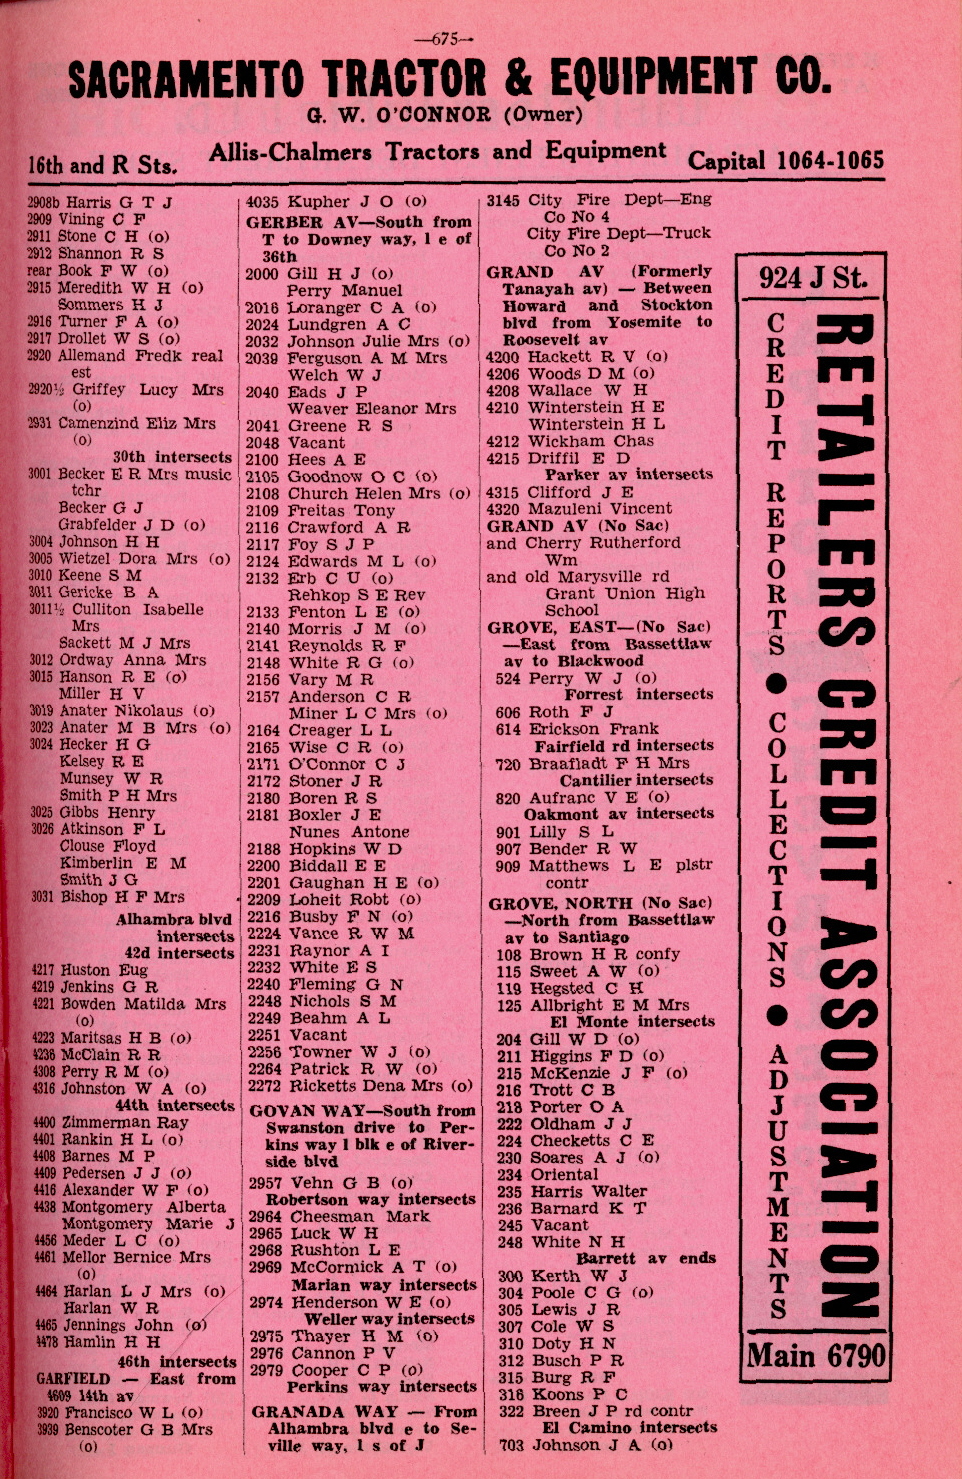 —675—
SACRAMENTO TRACTOR & EQUIPMENT CO.
G. W. O'CONNOR (Owner)
16th and R Sts.
Allis-Chalmers Tractors and Equipment
Capital 1064-1065
2908b Harris G T J
2909 Vining C F
2911 Stone C H (o)
2912 Shannon R S
rear Book F W (o)
2915 Meredith W H (o)
Sommers H J
2916 Turner F A (o)
2917 Drollet W S (o)
2920 Allemand Fredk real
est
2920½ Griffey Lucy Mrs
(o)
2931 Camenzind Eliz Mrs
(o)
30th intersects
3001 Becker E R Mrs music
tchr
Becker G J
Grabfelder J D (o)
3004 Johnson H H
3005 Wietzel Dora Mrs (o)
3010 Keene S M
3011 Gericke B A
3011½ Culliton Isabelle
Mrs
Sackett M J Mrs
3012 Ordway Anna Mrs
3015 Hanson R E (o)
Miller H V
3019 Anater Nikolaus (o)
3023 Anater M B Mrs (o)
3024 Hecker H G
Kelsey R E
Munsey W R
Smith P H Mrs
3025 Gibbs Henry
3026 Atkinson F L
Clouse Floyd
Kimberlin E M
Smith J G
3031 Bishop H F Mrs
Alhambra blvd
intersects
42d intersects
4217 Huston Eug
4219 Jenkins G R
4221 Bowden Matilda Mrs
(o)
4223 Maritsas H B (o)
4236 McClain R R
4308 Perry R M (o)
4316 Johnston W A (o)
44th intersects
4400 Zimmerman Ray
4401 Rankin H L (o)
4408 Barnes M P
4409 Pedersen J J (o)
4416 Alexander W F (o)
4438 Montgomery Alberta
Montgomery Marie J
4456 Meder L C (o)
4461 Mellor Bernice Mrs
(o)
4464 Harlan L J Mrs (o)
Harlan W R
4465 Jennings John (o)
4478 Hamlin H H
46th intersects
GARFIELD — East from
4609 14th av
3920 Francisco W L (o)
3939 Benscoter G B Mrs
(o)
4035 Kupher J O (o)
GERBER AV—South from
T to Downey way, 1 e of
36th
2000 Gill H J (o)
Perry Manuel
2016 Loranger C A (o)
2024 Lundgren A C
2032 Johnson Julie Mrs (o)
2039 Ferguson A M Mrs
Welch W J
2040 Eads J P
Weaver Eleanor Mrs
2041 Greene R S
2048 Vacant
2100 Hees A E
2105 Goodnow O C (o)
2108 Church Helen Mrs (o)
2109 Freitas Tony
2116 Crawford A R
2117 Foy S J P
2124 Edwards M L (o)
2132 Erb C U (o)
Rehkop S E Rev
2133 Fenton L E (o)
2140 Morris J M (o)
2141 Reynolds R F
2148 White R G (o)
2156 Vary M R
2157 Anderson C R
Miner L C Mrs (o)
2164 Creager L L
2165 Wise C R (o)
2171 O'Connor C J
2172 Stoner J R
2180 Boren R S
2181 Boxler J E
Nunes Antone
2188 Hopkins W D
2200 Biddall E E
2201 Gaughan H E (o)
2209 Loheit Robt (o)
2216 Busby F N (o)
2224 Vance R W M
2231 Raynor A I
2232 White E S
2240 Fleming G N
2248 Nichols S M
2249 Beahm A L
2251 Vacant
2256 Towner W J (o)
2264 Patrick R W (o)
2272 Ricketts Dena Mrs (o)
GOVAN WAY—South from
Swanston drive to Per-
kins way 1 blk e of River-
side blvd
2957 Vehn G B (o)
Robertson way intersects
2964 Cheesman Mark
2965 Luck W H
2968 Rushton L E
2969 McCormick A T (o)
Marian way intersects
2974 Henderson W E (o)
Weller way intersects
2975 Thayer H M (o)
2976 Cannon P V
2979 Cooper C P (o)
Perkins way intersects
GRANADA WAY — From
Alhambra blvd e to Se-
ville way, 1 s of J
3145 City Fire Dept—Eng
Co No 4
City Fire Dept—Truck
Co No 2
GRAND AV (Formerly
Tanayah av) — Between
Howard and Stockton
blvd from Yosemite to
Roosevelt av
4200 Hackett R V (o)
4206 Woods D M (o)
4208 Wallace W H
4210 Winterstein H E
Winterstein H L
4212 Wickham Chas
4215 Driffil E D
Parker av intersects
4315 Clifford J E
4320 Mazuleni Vincent
GRAND AV (No Sac)
and Cherry Rutherford
Wm
and old Marysville rd
Grant Union High
School
GROVE, EAST—(No Sac)
—East from Bassettlaw
av to Blackwood
524 Perry W J (o)
Forrest intersects
606 Roth F J
614 Erickson Frank
Fairfield rd intersects
720 Braafladt F H Mrs
Cantilier intersects
820 Aufranc V E (o)
Oakmont av intersects
901 Lilly S L
907 Bender R W
909 Matthews L E plstr
contr
GROVE, NORTH (No Sac)
—North from Bassettlaw
av to Santiago
108 Brown H R confy
115 Sweet A W (o)
119 Hegsted C H
125 Allbright E M Mrs
El Monte intersects
204 Gill W D (o)
211 Higgins F D (o)
215 McKenzie J F (o)
216 Trott C B
218 Porter O A
222 Oldham J J
224 Checketts C E
230 Soares A J (o)
234 Oriental
235 Harris Walter
236 Barnard K T
245 Vacant
248 White N H
Barrett av ends
300 Kerth W J
304 Poole C G (o)
305 Lewis J R
307 Cole W S
310 Doty H N
312 Busch P R
315 Burg R F
316 Koons P C
322 Breen J P rd contr
El Camino intersects
703 Johnson J A (o)
924 J St.
CREDIT REPORTS ● COLLECTIONS ● ADJUSTMENTS
RETAILERS CREDIT ASSOCIATION
Main 6790